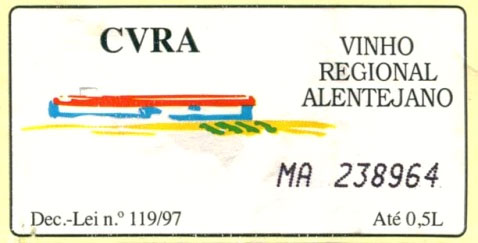 CVRA
VINHO
REGIONAL
ALENTEJANO
MA 238964
Dec.-Lei n.º 119/97
Até 0,5L